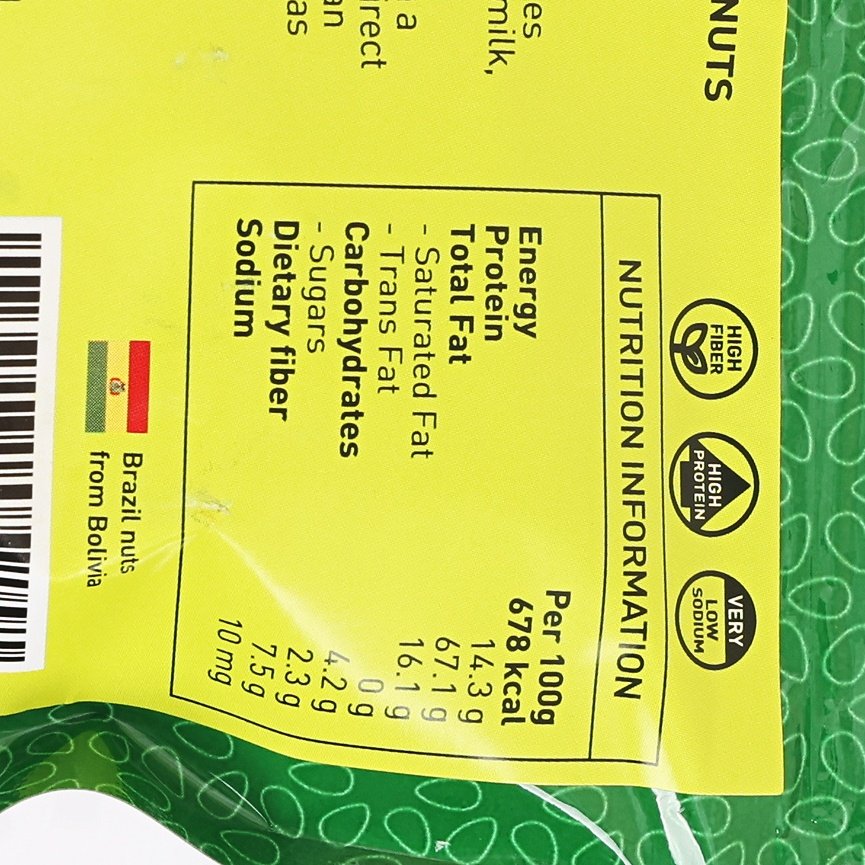 NUTS
es
milk,
a
irect
an
as
HIGH
FIBER
HIGH
PROTEIN
VERY
LOW
SODIUM
NUTRITION INFORMATION
Per 100g
Energy 678 kcal
Protein 14.3 g
Total Fat 67.1 g
- Saturated Fat 16.1 g
- Trans Fat 0 g
Carbohydrates 4.2 g
- Sugars 2.3 g
Dietary fiber 7.5 g
Sodium 10 mg
Brazil nuts
from Bolivia